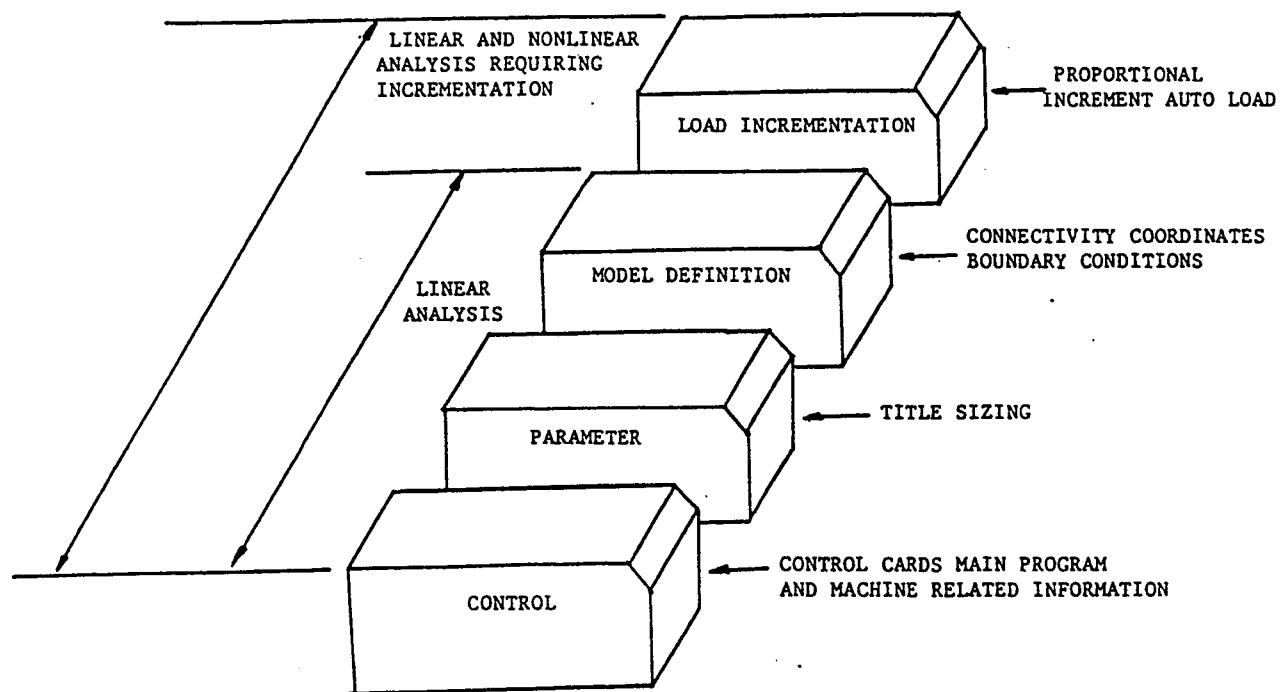 LINEAR AND NONLINEAR
ANALYSIS REQUIRING
INCREMENTATION
PROPORTIONAL
INCREMENT AUTO LOAD
LOAD INCREMENTATION
CONNECTIVITY COORDINATES
BOUNDARY CONDITIONS
MODEL DEFINITION
LINEAR
ANALYSIS
TITLE SIZING
PARAMETER
CONTROL CARDS MAIN PROGRAM
AND MACHINE RELATED INFORMATION
CONTROL